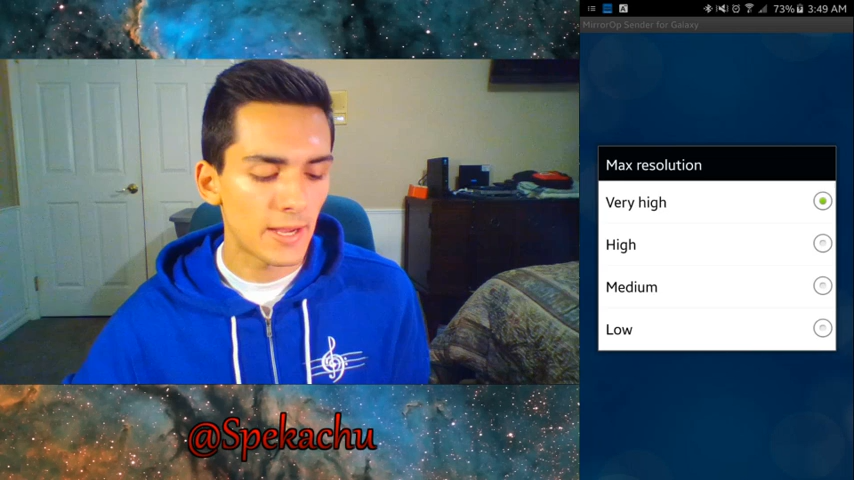 73% 3:49 AM
MirrorOp Sender for Galaxy
Max resolution
Very high
High
Medium
Low
@Spekachu